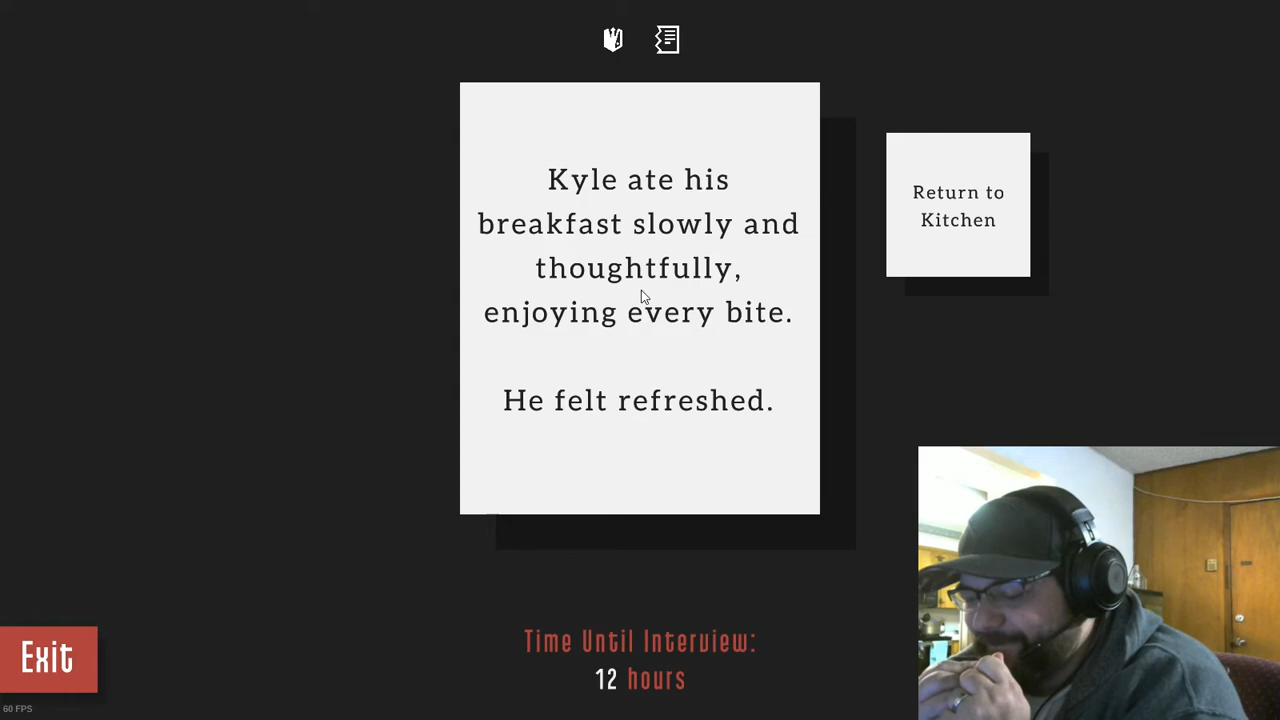 Kyle ate his
breakfast slowly and
thoughtfully,
enjoying every bite.
He felt refreshed.
Return to
Kitchen
Time Until Interview:
12 hours
Exit
60 FPS